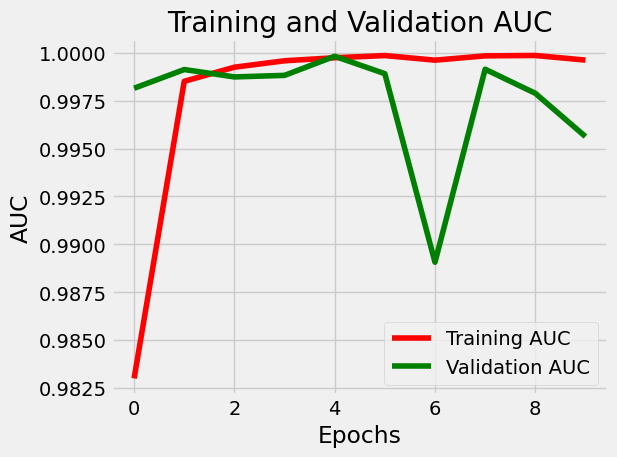 Training and Validation AUC
1.0000
0.9975
0.9950
0.9925
0.9900
0.9875
0.9850
0.9825
AUC
Training AUC
Validation AUC
0 2 4 6 8
Epochs